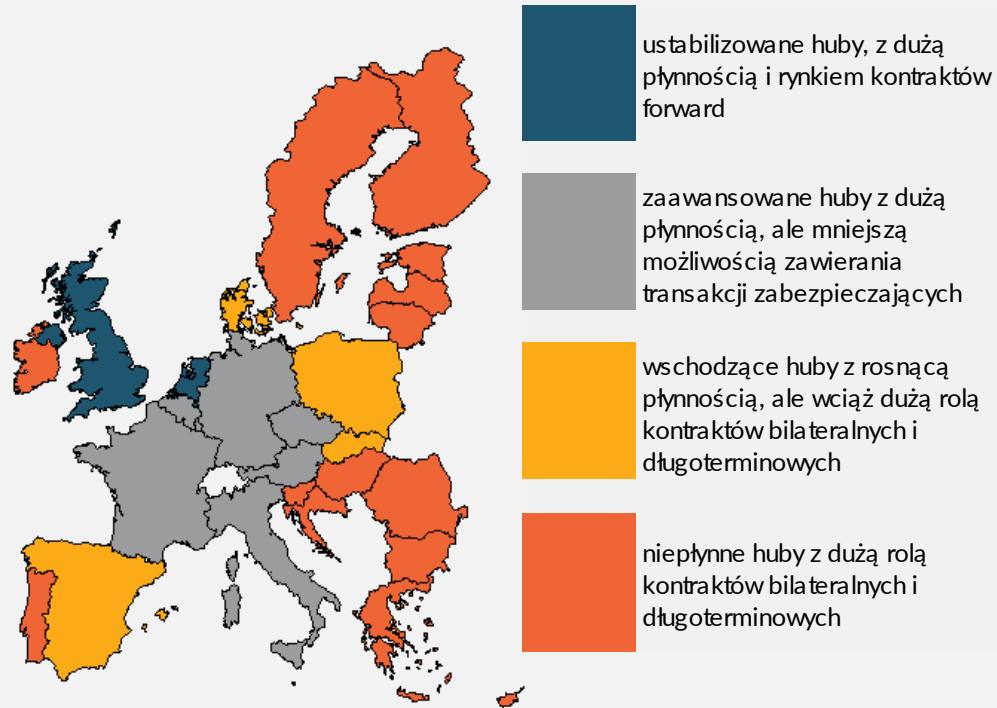 ustabilizowane huby, z dużą
płynnością i rynkiem kontraktów
forward
zaawansowane huby z dużą
płynnością, ale mniejszą
możliwością zawierania
transakcji zabezpieczających
wschodzące huby z rosnącą
płynnością, ale wciąż dużą rolą
kontraktów bilateralnych i
długoterminowych
niepłynne huby z dużą rolą
kontraktów bilateralnych i
długoterminowych